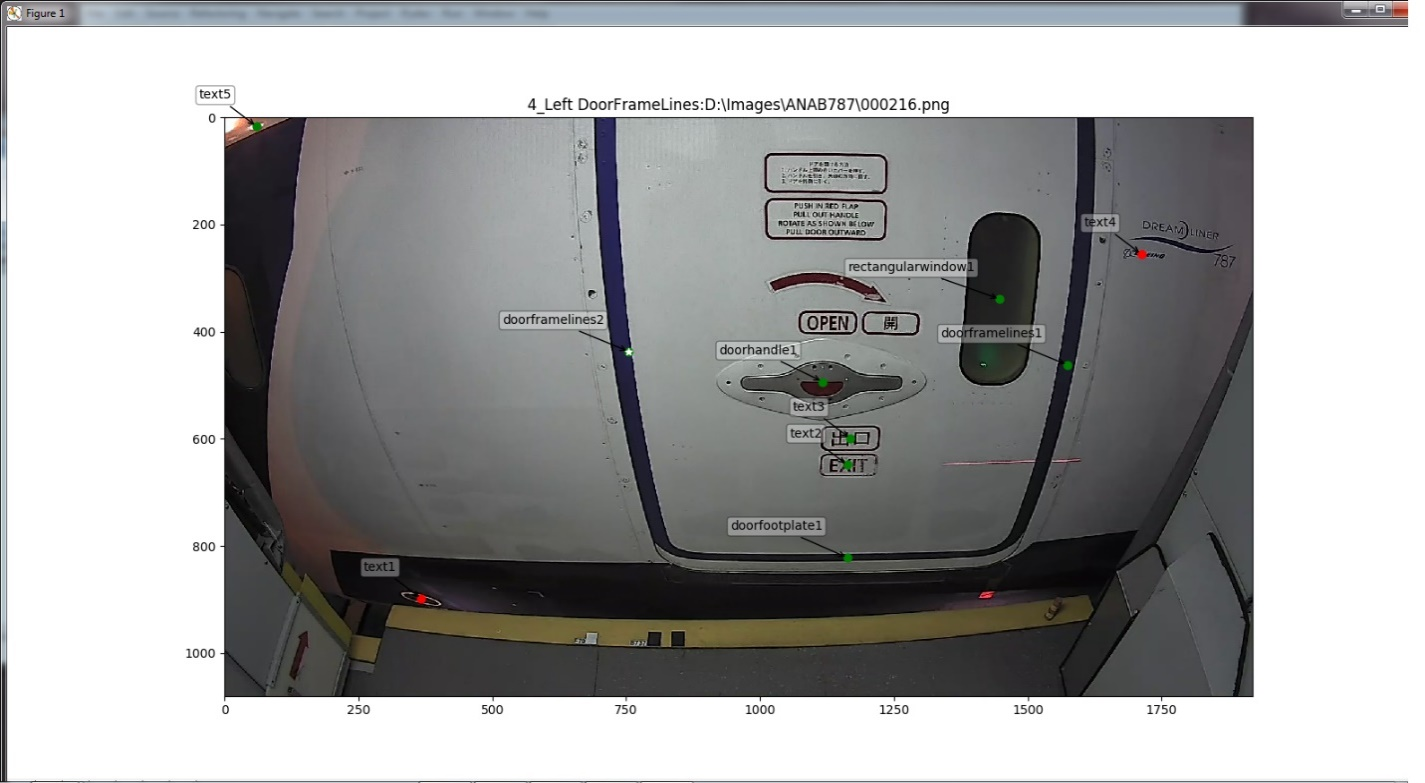 Figure 1
4_Left DoorFrameLines:D:\Images\ANAB787\000216.png
text5
0
200
400
600
800
1000
0
250
500
750
1000
1250
1500
1750
PUSH IN RED FLAP
PULL OUT HANDLE
ROTATE AS SHOWN BELOW
PULL DOOR OUTWARD
text4
DREAMLINER
787
rectangularwindow1
doorframelines2
OPEN
開
doorframelines1
doorhandle1
text3
出口
text2
EXIT
doorfootplate1
text1